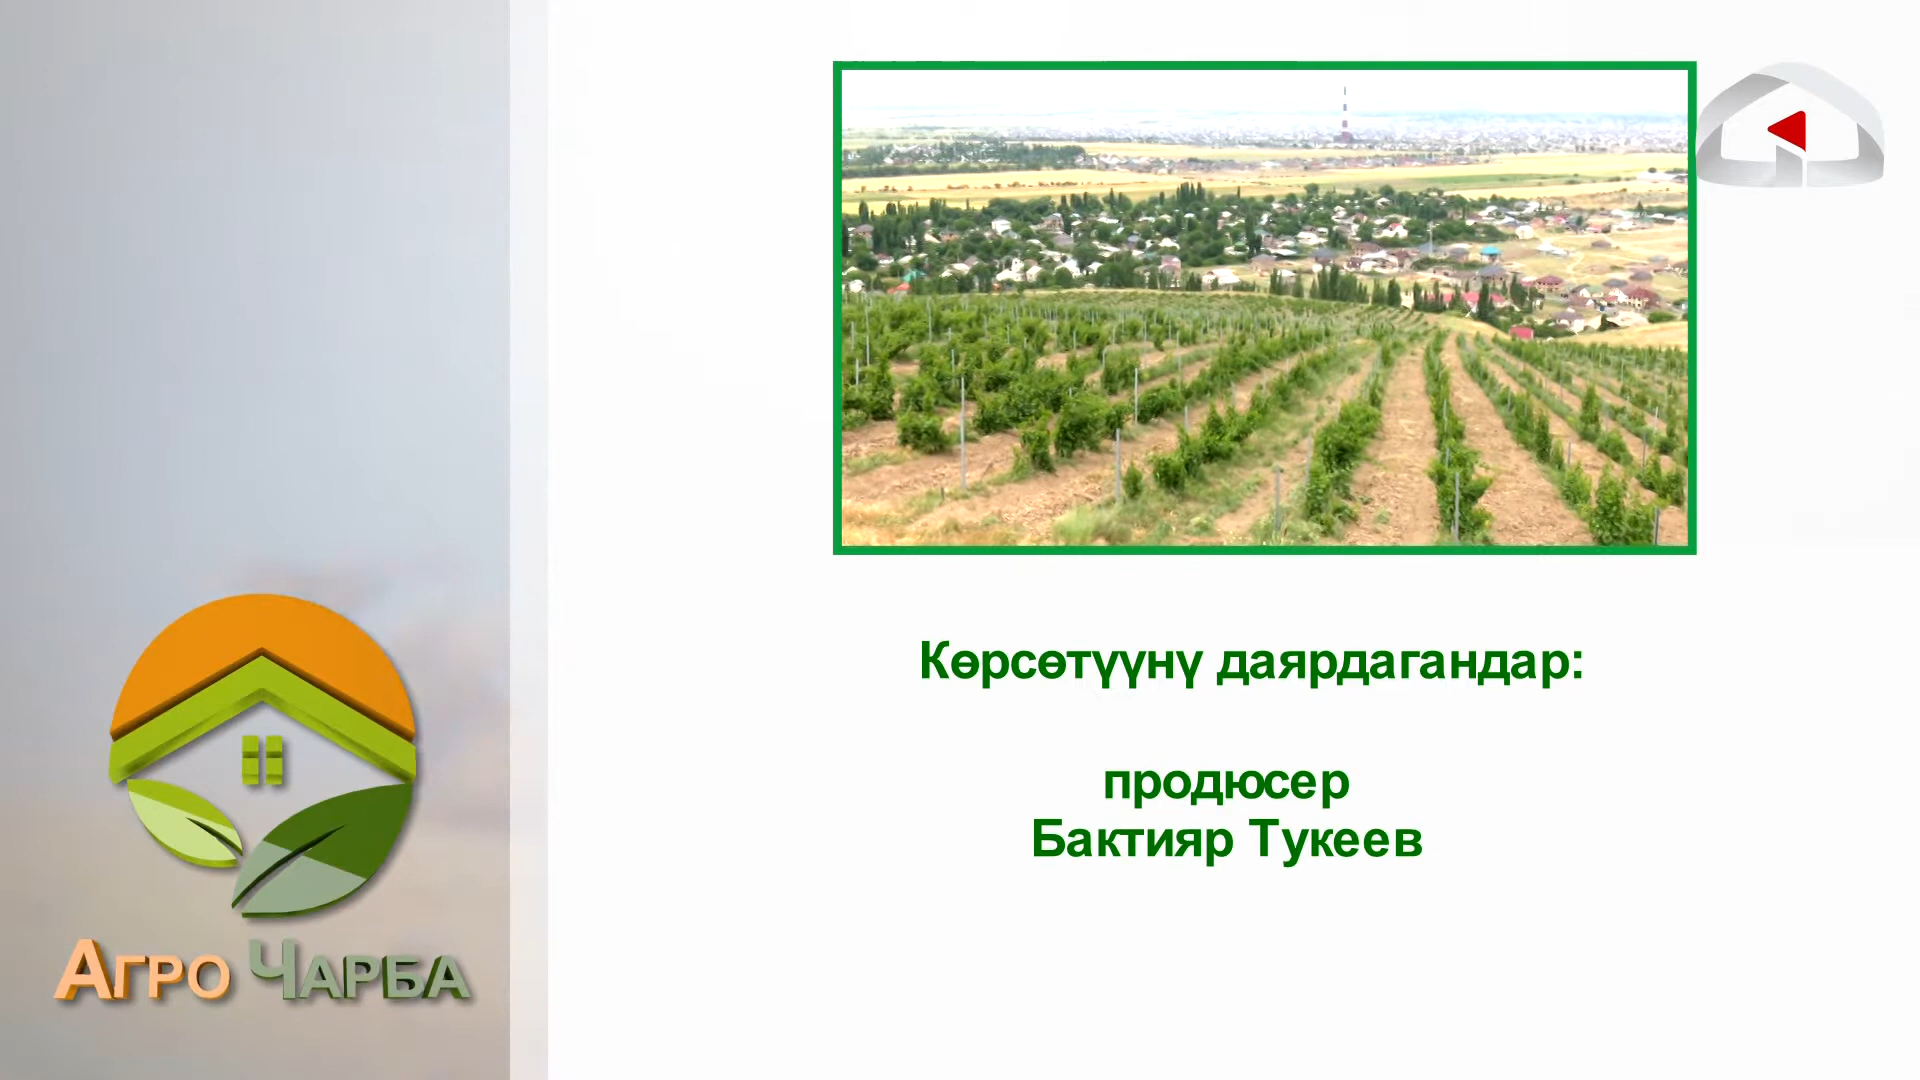 Көрсөтүүнү даярдагандар:
продюсер
Бактияр Тукеев
АГРО ЧАРБА